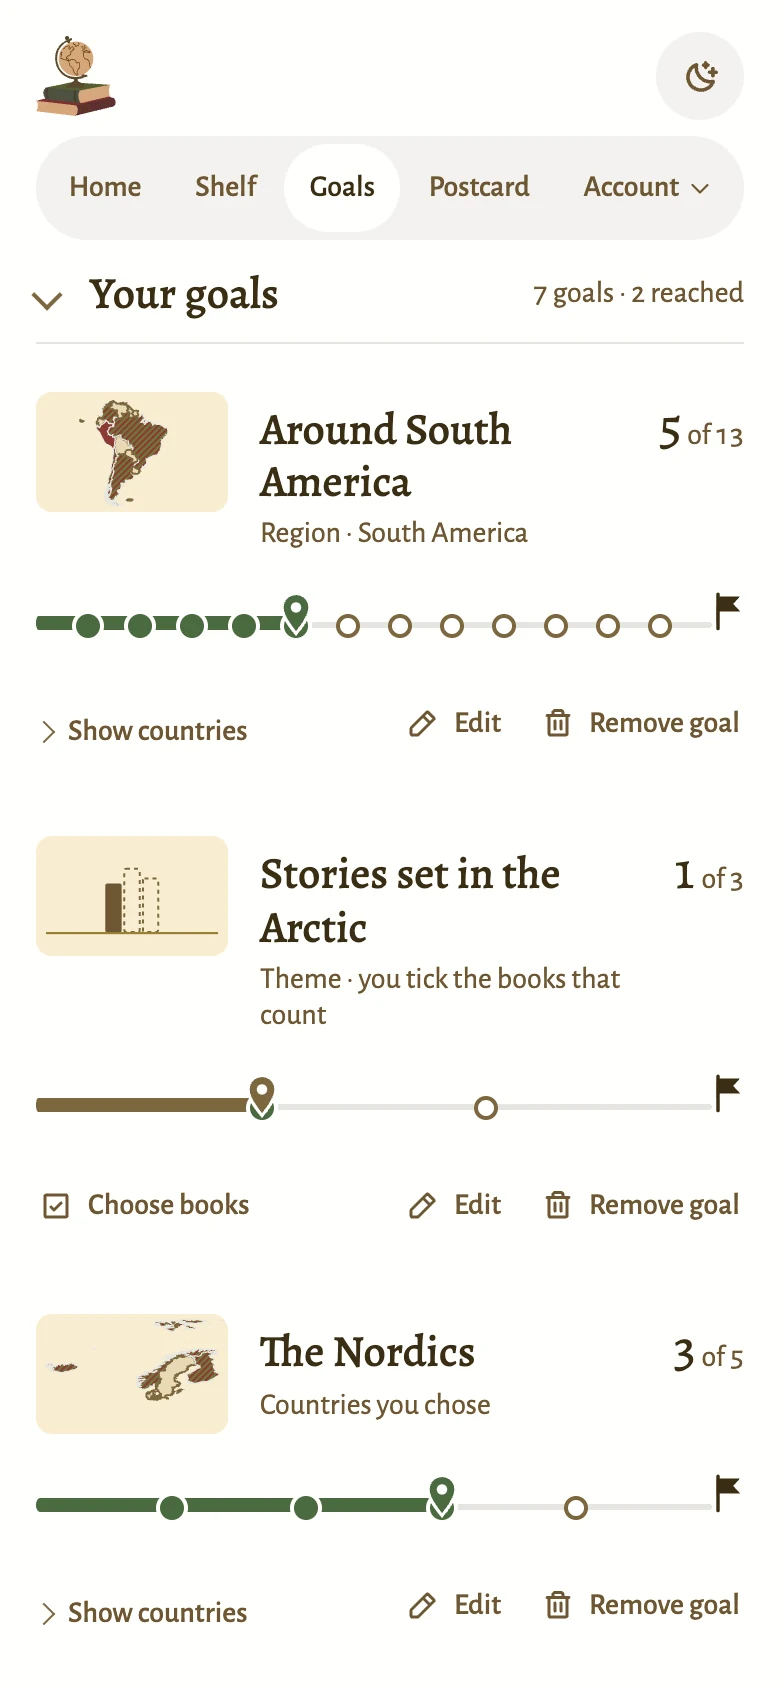 Home Shelf Goals Postcard Account
Your goals 7 goals · 2 reached
Around South 5 of 13
America
Region · South America
Show countries Edit Remove goal
Stories set in the 1 of 3
Arctic
Theme · you tick the books that
count
Choose books Edit Remove goal
The Nordics 3 of 5
Countries you chose
Show countries Edit Remove goal